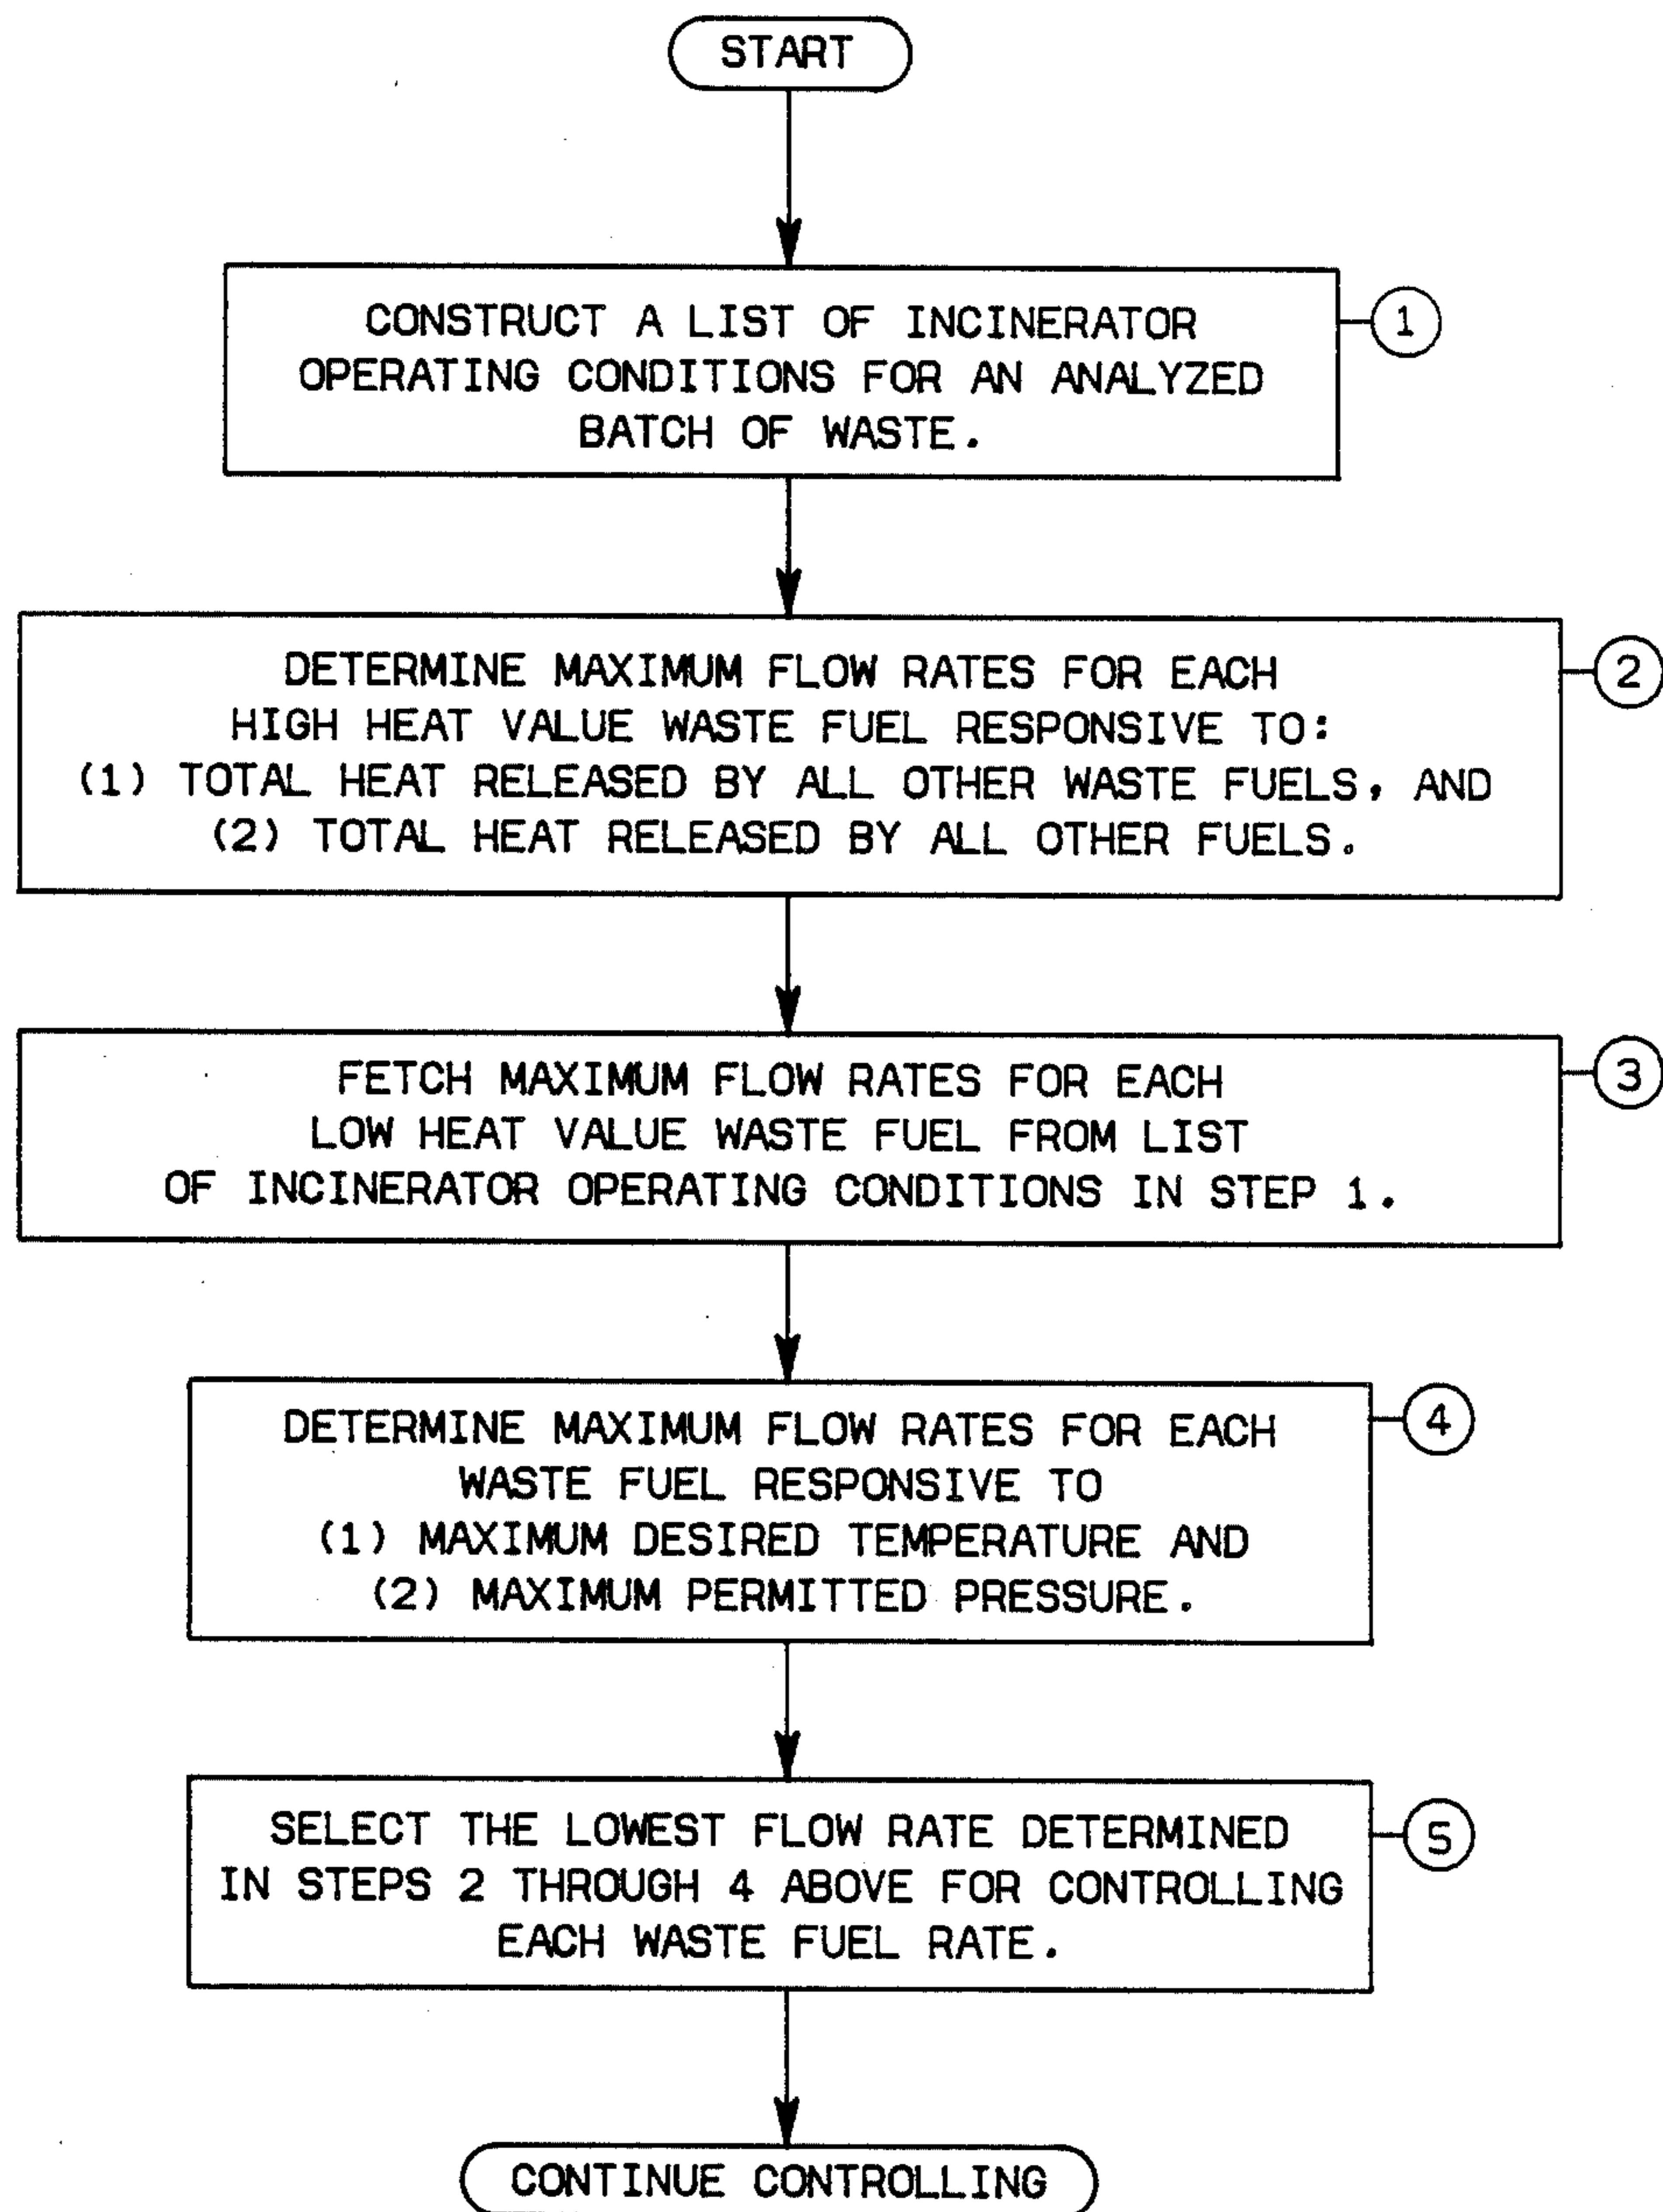 START
CONSTRUCT A LIST OF INCINERATOR
OPERATING CONDITIONS FOR AN ANALYZED
BATCH OF WASTE.
1
DETERMINE MAXIMUM FLOW RATES FOR EACH
HIGH HEAT VALUE WASTE FUEL RESPONSIVE TO:
(1) TOTAL HEAT RELEASED BY ALL OTHER WASTE FUELS, AND
(2) TOTAL HEAT RELEASED BY ALL OTHER FUELS.
2
FETCH MAXIMUM FLOW RATES FOR EACH
LOW HEAT VALUE WASTE FUEL FROM LIST
OF INCINERATOR OPERATING CONDITIONS IN STEP 1.
3
DETERMINE MAXIMUM FLOW RATES FOR EACH
WASTE FUEL RESPONSIVE TO
(1) MAXIMUM DESIRED TEMPERATURE AND
(2) MAXIMUM PERMITTED PRESSURE.
4
SELECT THE LOWEST FLOW RATE DETERMINED
IN STEPS 2 THROUGH 4 ABOVE FOR CONTROLLING
EACH WASTE FUEL RATE.
5
CONTINUE CONTROLLING